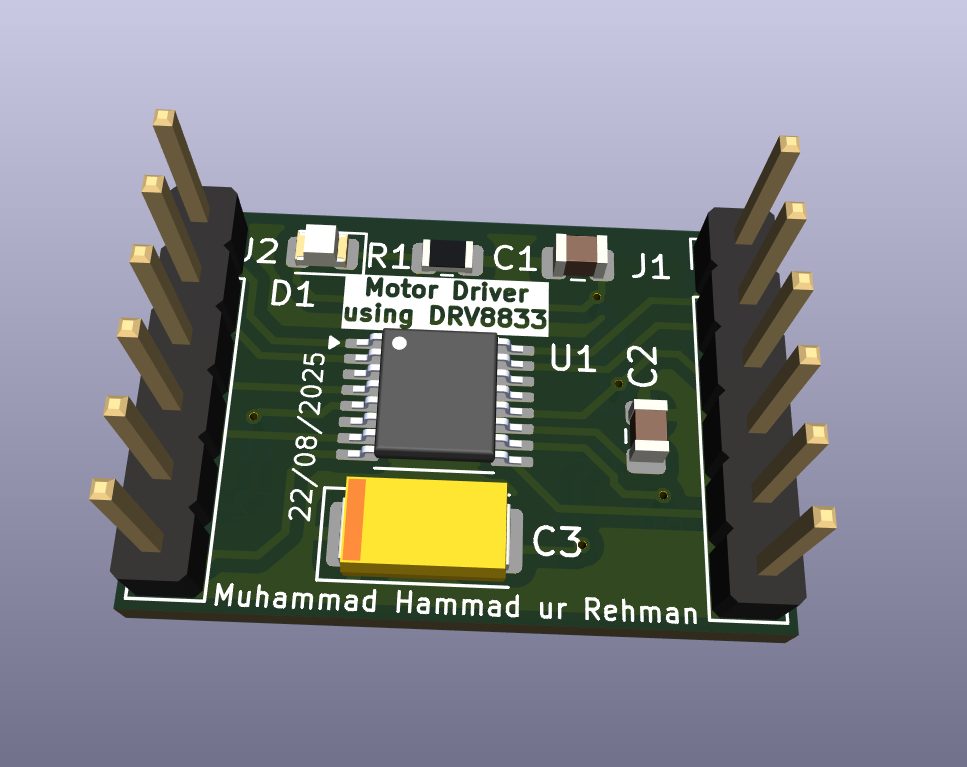 J2
R1
C1
J1
D1
Motor Driver
using DRV8833
U1
C2
22/08/2025
C3
Muhammad Hammad ur Rehman